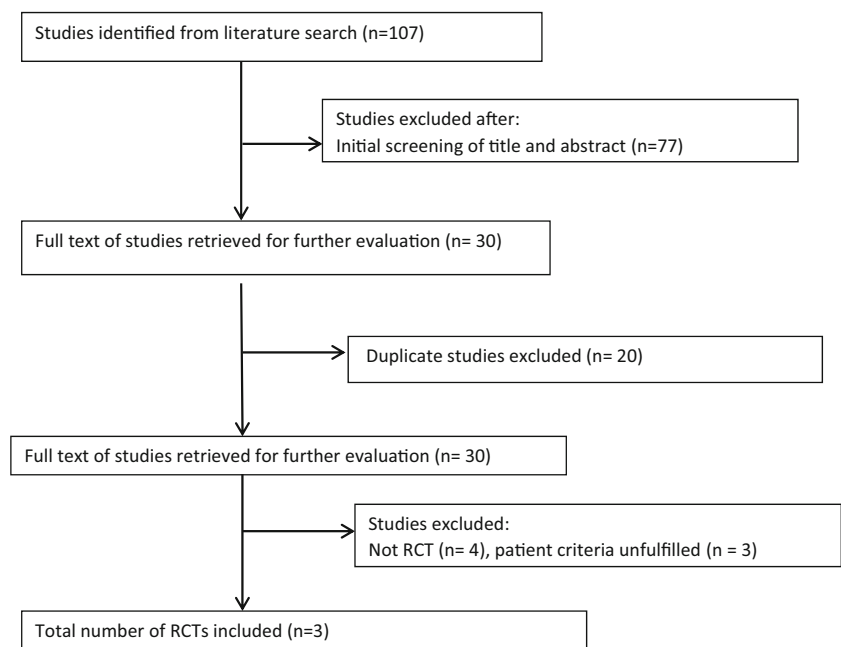 Studies identified from literature search (n=107)
Studies excluded after:
Initial screening of title and abstract (n=77)
Full text of studies retrieved for further evaluation (n= 30)
Duplicate studies excluded (n= 20)
Full text of studies retrieved for further evaluation (n= 30)
Studies excluded:
Not RCT (n= 4), patient criteria unfulfilled (n = 3)
Total number of RCTs included (n=3)